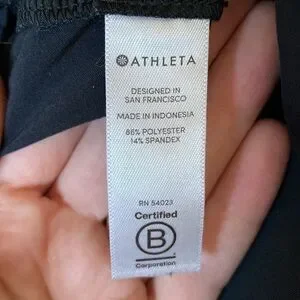 ATHLETA
DESIGNED IN
SAN FRANCISCO
MADE IN INDONESIA
86% POLYESTER
14% SPANDEX
RN 54023
Certified
B
Corporation